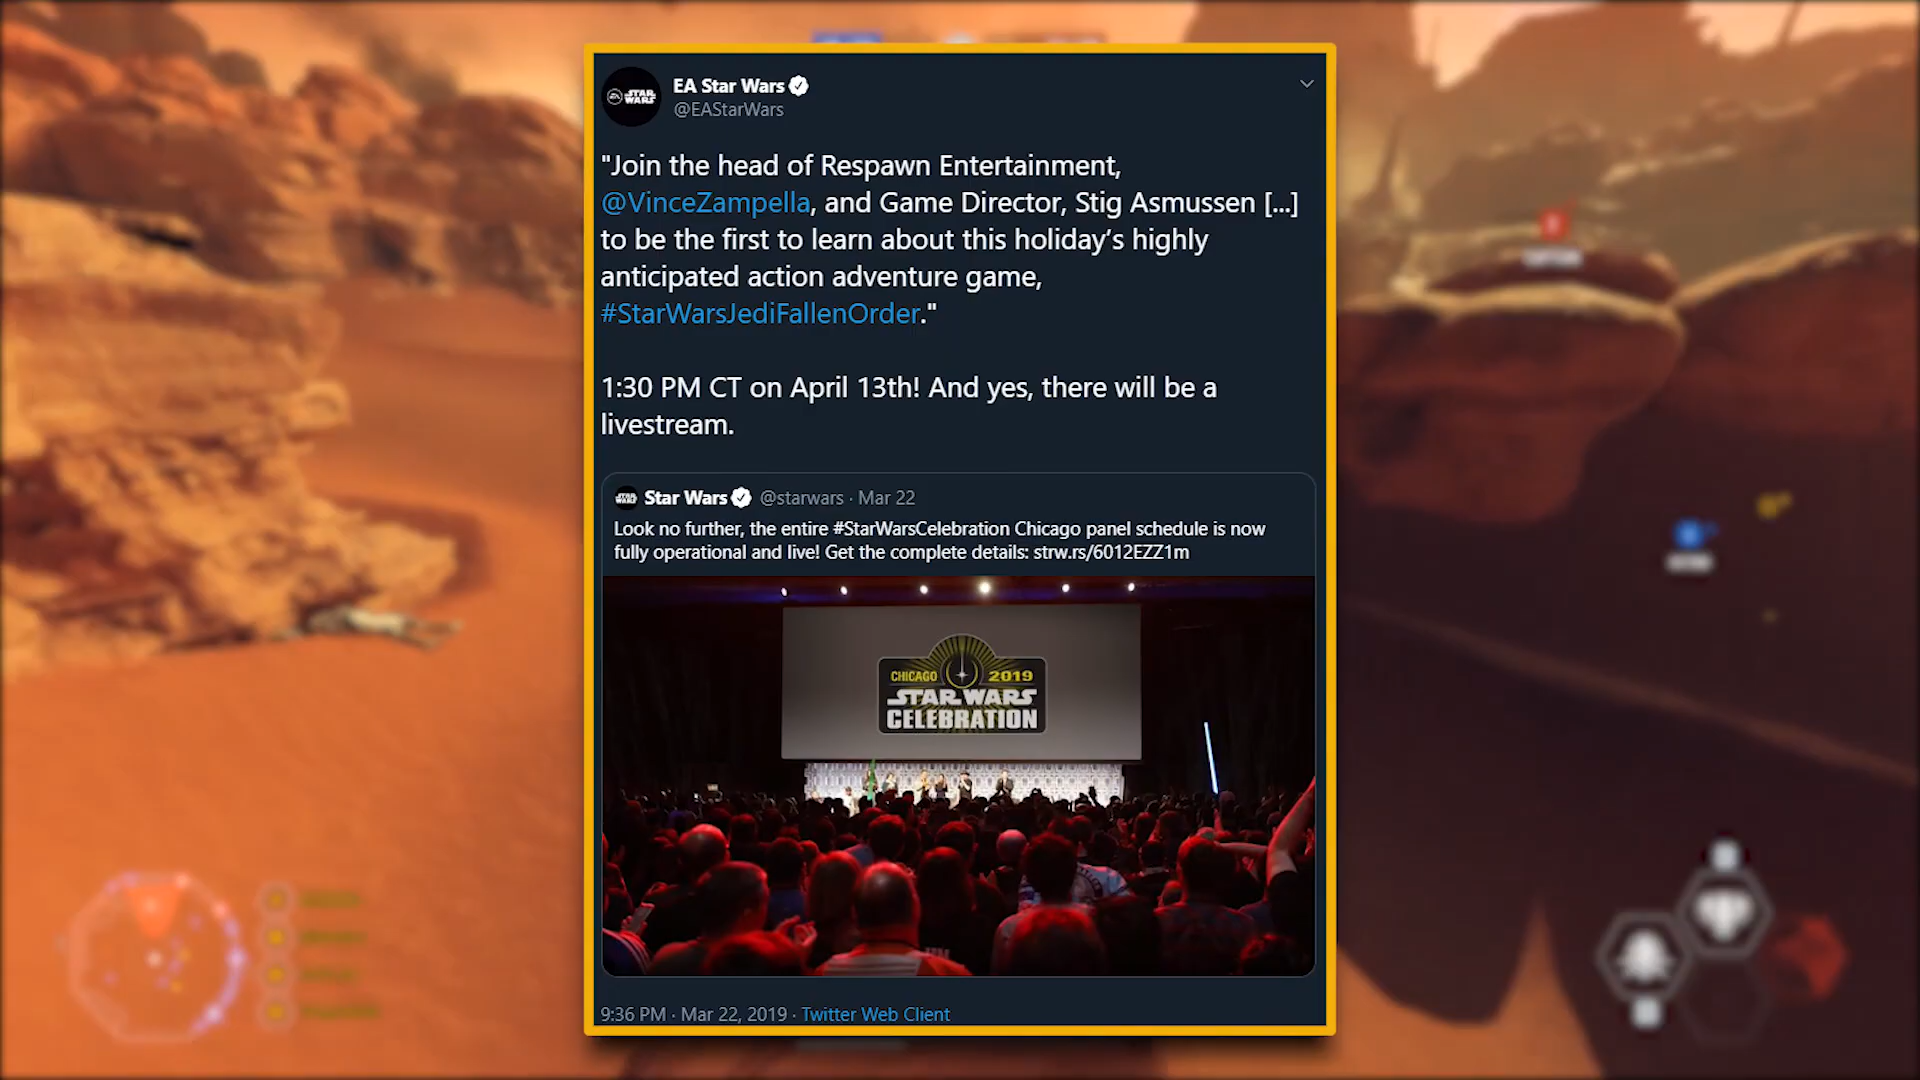 EA Star Wars
@EAStarWars
STAR WARS
"Join the head of Respawn Entertainment,
@VinceZampella, and Game Director, Stig Asmussen [...]
to be the first to learn about this holiday's highly
anticipated action adventure game,
#StarWarsJediFallenOrder."
1:30 PM CT on April 13th! And yes, there will be a
livestream.
Star Wars @starwars · Mar 22
Look no further, the entire #StarWarsCelebration Chicago panel schedule is now
fully operational and live! Get the complete details: strw.rs/6012EZZ1m
CHICAGO 2019
STAR WARS
CELEBRATION
9:36 PM · Mar 22, 2019 · Twitter Web Client